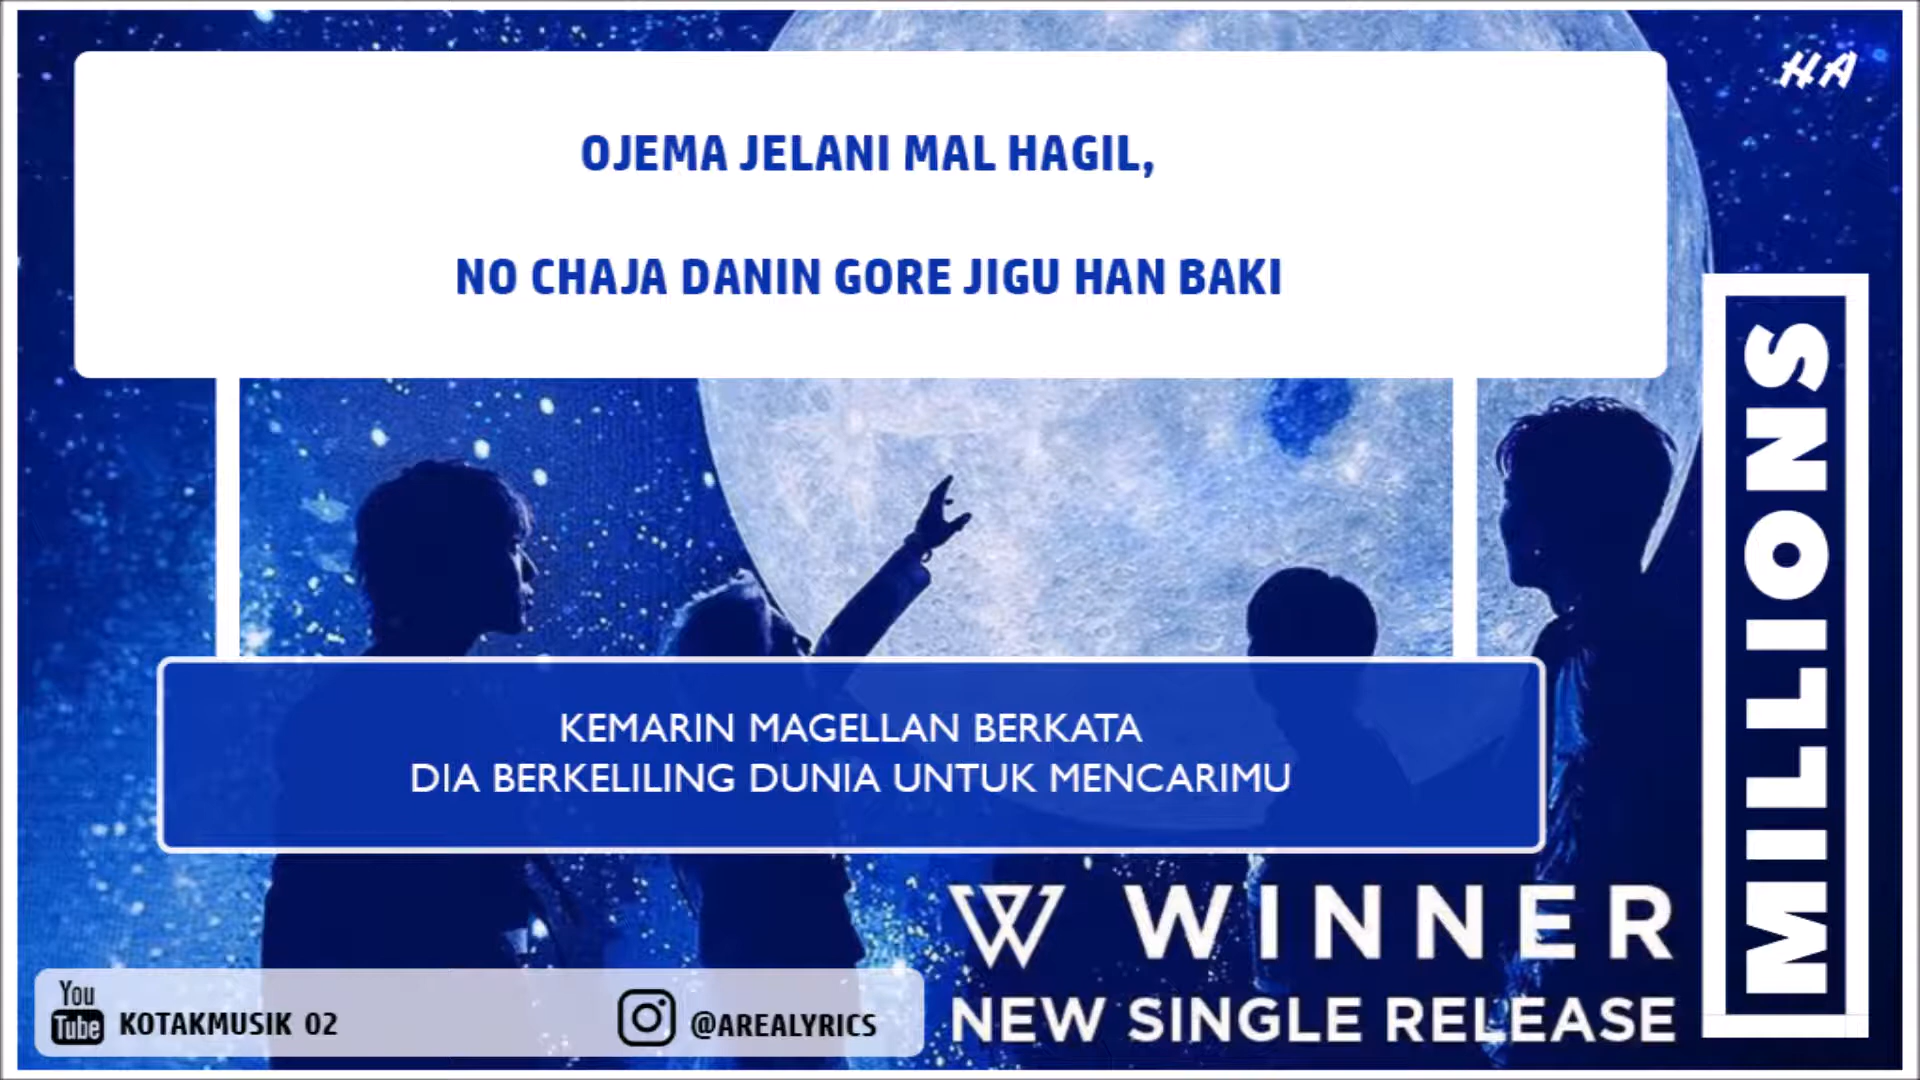 HA
OJEMA JELANI MAL HAGIL,
NO CHAJA DANIN GORE JIGU HAN BAKI
KEMARIN MAGELLAN BERKATA
DIA BERKELILING DUNIA UNTUK MENCARIMU
MILLIONS
W WINNER
NEW SINGLE RELEASE
You
Tube KOTAKMUSIK 02
@AREALYRICS